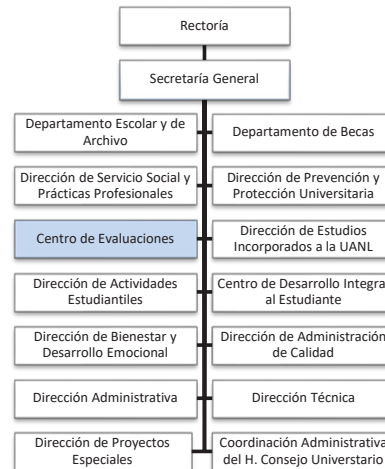 Rectoría
Secretaría General
Departamento Escolar y de
Archivo
Departamento de Becas
Dirección de Servicio Social y
Prácticas Profesionales
Dirección de Prevención y
Protección Universitaria
Centro de Evaluaciones
Dirección de Estudios
Incorporados a la UANL
Dirección de Actividades
Estudiantiles
Centro de Desarrollo Integral
al Estudiante
Dirección de Bienestar y
Desarrollo Emocional
Dirección de Administración
de Calidad
Dirección Administrativa
Dirección Técnica
Dirección de Proyectos
Especiales
Coordinación Administrativa
del H. Consejo Universtario